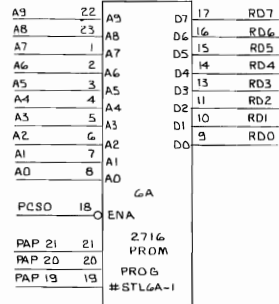 A9 22 A9 D7 17 RD7
A8 23 A8 D6 16 RD6
A7 1 A7 D5 15 RD5
A6 2 A6 D4 14 RD4
A5 3 A5 D3 13 RD3
A4 4 A4 D2 11 RD2
A3 5 A3 D1 10 RD1
A2 6 A2 D0 9 RD0
A1 7 A1
A0 8 A0
6A
PCS0 18 ENA
2716
PAP 21 21 PROM
PAP 20 20 PROG
PAP 19 19 #STL6A-1